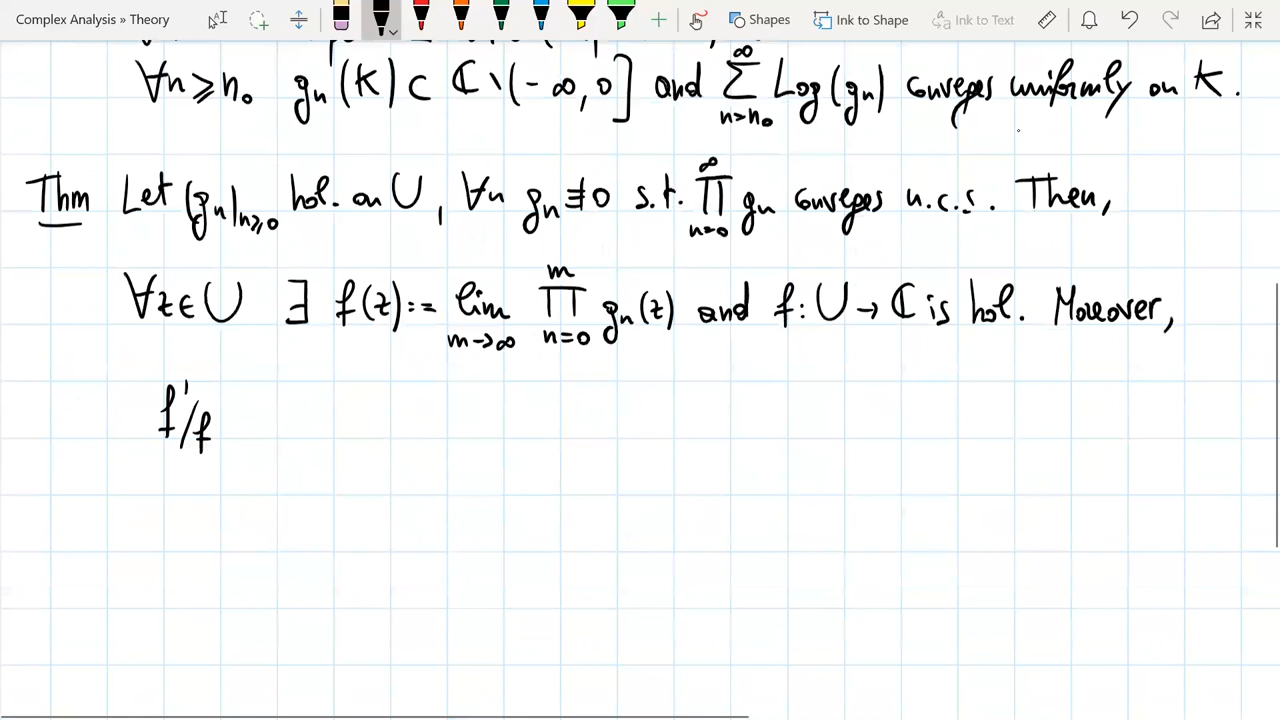 Complex Analysis » Theory
Shapes Ink to Shape Ink to Text
∀n ≥ n₀ gₙ(K) ⊂ ℂ \ (-∞, 0] and ∑_{n>n₀}^{∞} Log(gₙ) converges uniformly on K.
Thm Let (gₙ)_{n≥0} hol. on U, ∀n gₙ ≢ 0 s.t. ∏_{n=0}^{∞} gₙ converges u.c.s. Then,
∀z ∈ U ∃ f(z) := lim_{m→∞} ∏_{n=0}^{m} gₙ(z) and f: U → ℂ is hol. Moreover,
f'/f